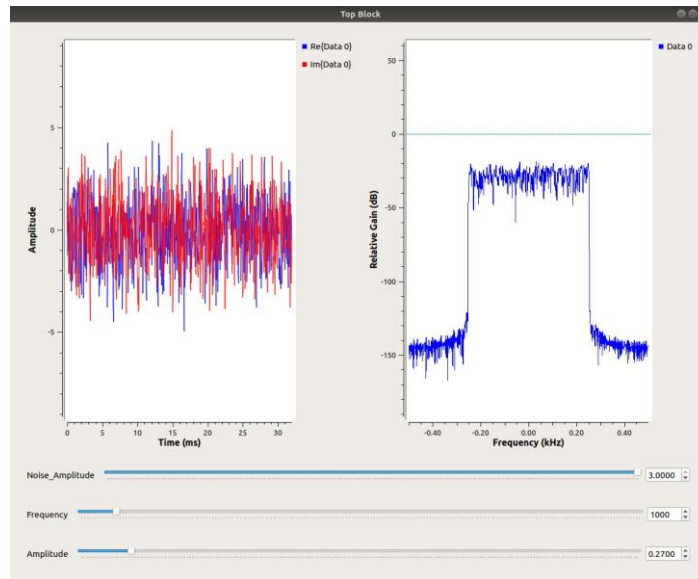 Top Block
Re{Data 0}
Im{Data 0}
Amplitude
5
0
-5
0 5 10 15 20 25 30
Time (ms)
Data 0
Relative Gain (dB)
50
0
-50
-100
-150
-0.40 -0.20 0.00 0.20 0.40
Frequency (kHz)
Noise_Amplitude 3.0000
Frequency 1000
Amplitude 0.2700